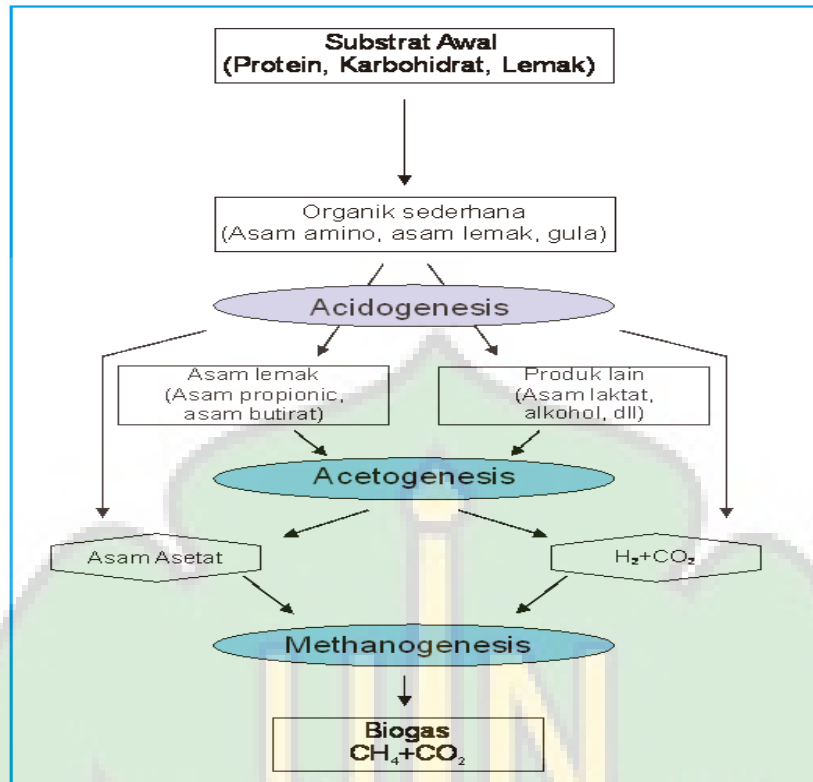 Substrat Awal
(Protein, Karbohidrat, Lemak)
Organik sederhana
(Asam amino, asam lemak, gula)
Acidogenesis
Asam lemak
(Asam propionic,
asam butirat)
Produk lain
(Asam laktat,
alkohol, dll)
Acetogenesis
Asam Asetat
H₂+CO₂
Methanogenesis
Biogas
CH₄+CO₂